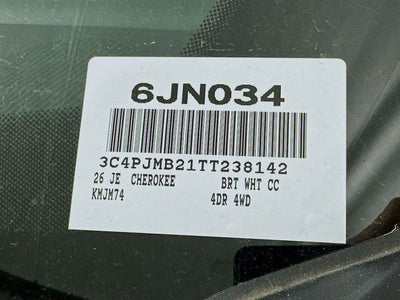 6JN034
3C4PJMB21TT238142
26 JE CHEROKEE BRT WHT CC
KMJM74 4DR 4WD